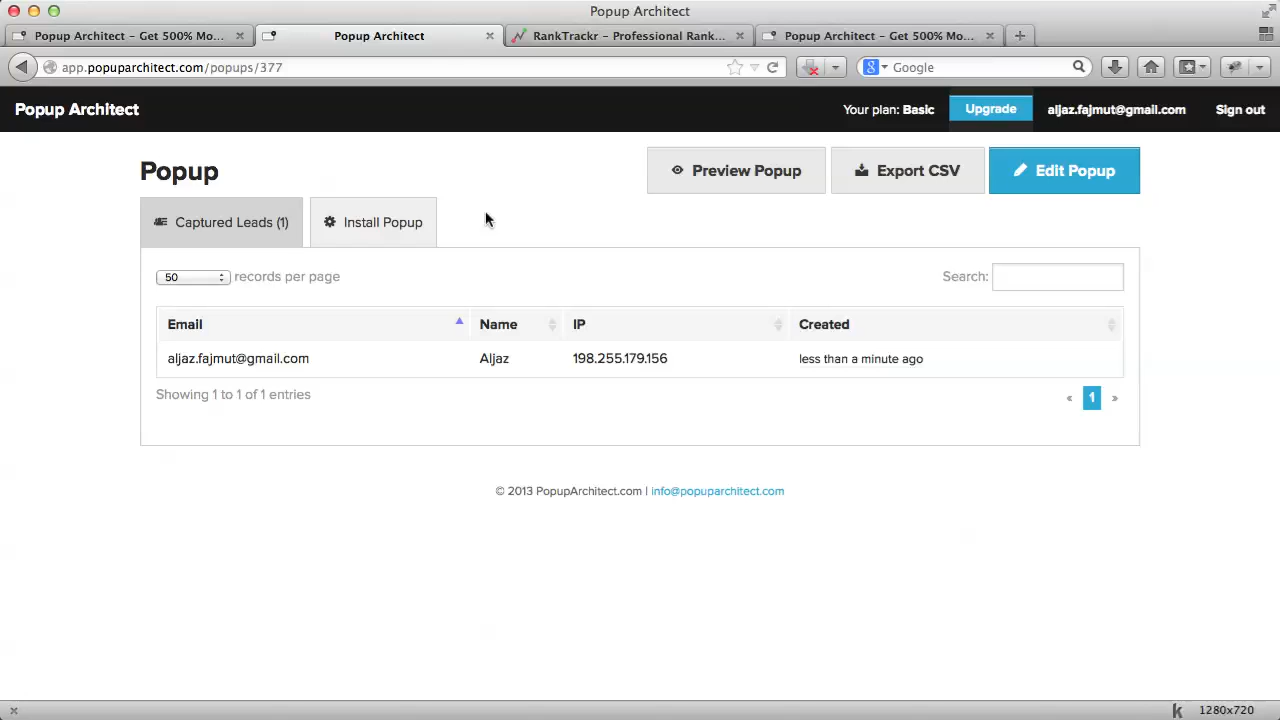 Popup Architect
Popup Architect – Get 500% Mo...
Popup Architect
RankTrackr – Professional Rank...
Popup Architect – Get 500% Mo...
app.popuparchitect.com/popups/377
Google
Popup Architect
Your plan: Basic
Upgrade
aljaz.fajmut@gmail.com
Sign out
Popup
Preview Popup
Export CSV
Edit Popup
Captured Leads (1)
Install Popup
50 records per page
Search:
Email Name IP Created
aljaz.fajmut@gmail.com Aljaz 198.255.179.156 less than a minute ago
Showing 1 to 1 of 1 entries
« 1 »
© 2013 PopupArchitect.com | info@popuparchitect.com
1280x720